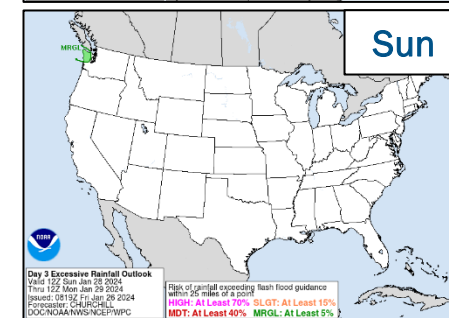 Sun
MRGL
NOAA
Day 3 Excessive Rainfall Outlook
Valid 12Z Sun Jan 28 2024
Thru 12Z Mon Jan 29 2024
Issued: 0819Z Fri Jan 26 2024
Forecaster: CHURCHILL
DOC/NOAA/NWS/NCEP/WPC
Risk of rainfall exceeding flash flood guidance
within 25 miles of a point
HIGH: At Least 70% SLGT: At Least 15%
MDT: At Least 40% MRGL: At Least 5%